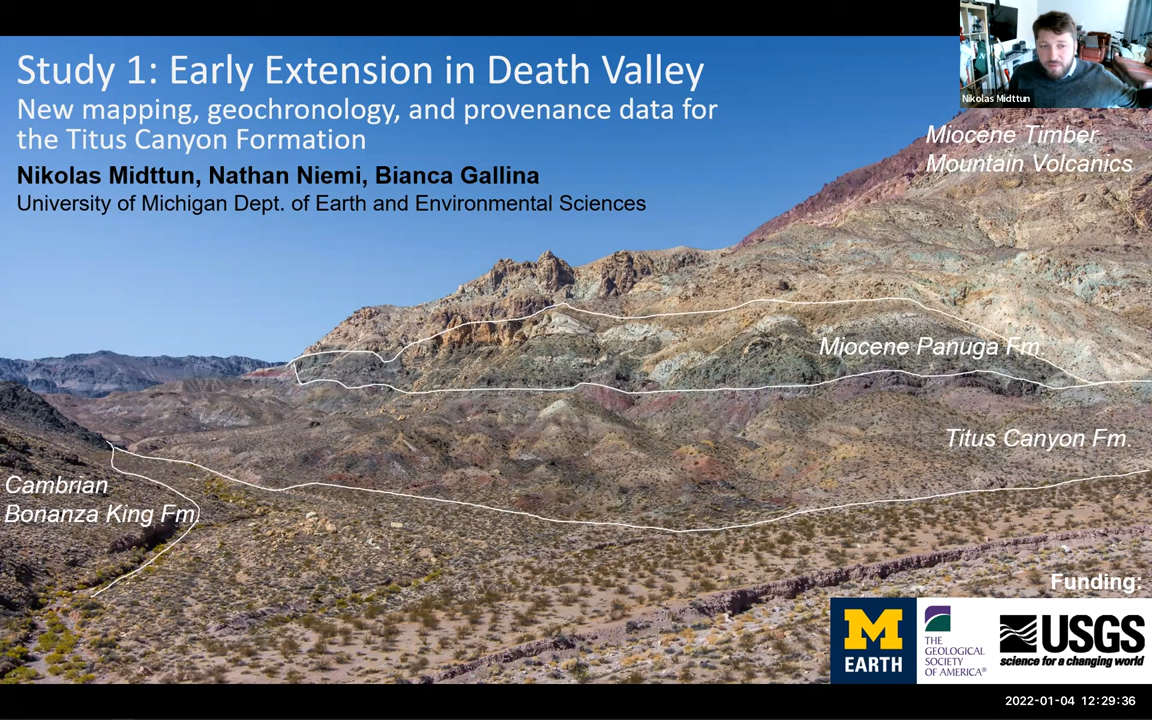 Study 1: Early Extension in Death Valley
New mapping, geochronology, and provenance data for
the Titus Canyon Formation
Nikolas Midttun, Nathan Niemi, Bianca Gallina
University of Michigan Dept. of Earth and Environmental Sciences
Nikolas Midttun
Miocene Timber
Mountain Volcanics
Miocene Panuga Fm
Titus Canyon Fm.
Cambrian
Bonanza King Fm
Funding:
M
EARTH
THE
GEOLOGICAL
SOCIETY
OF AMERICA®
USGS
science for a changing world
2022-01-04 12:29:36